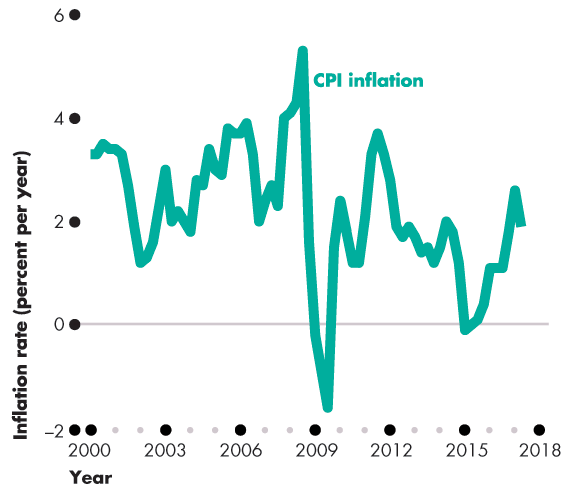 6
CPI inflation
4
2
0
–2
Inflation rate (percent per year)
2000 2003 2006 2009 2012 2015 2018
Year